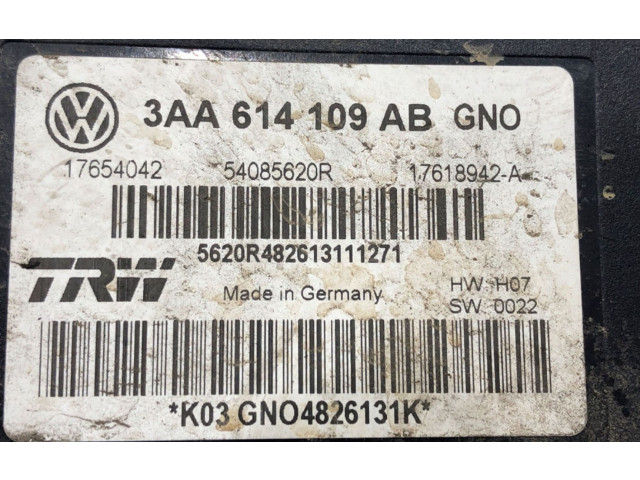 3AA 614 109 AB GNO
17654042 54085620R 17618942-A
5620R482613111271
TRW Made in Germany HW: H07
SW: 0022
*K03 GNO4826131K*